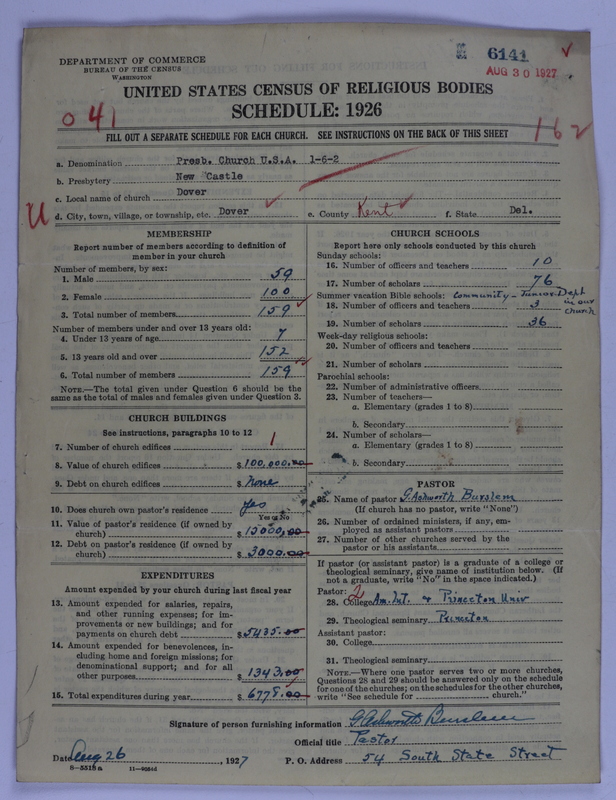 DEPARTMENT OF COMMERCE
BUREAU OF THE CENSUS
WASHINGTON
6141
AUG 30 1927
UNITED STATES CENSUS OF RELIGIOUS BODIES
SCHEDULE: 1926
041
162
FILL OUT A SEPARATE SCHEDULE FOR EACH CHURCH. SEE INSTRUCTIONS ON THE BACK OF THIS SHEET
a. Denomination Presb. Church U.S.A. 1-6-2
b. Presbytery New Castle
c. Local name of church Dover
U
d. City, town, village, or township, etc. Dover e. County Kent f. State Del.
MEMBERSHIP
Report number of members according to definition of
member in your church
Number of members, by sex:
1. Male 59
2. Female 100
3. Total number of members 159
Number of members under and over 13 years old:
4. Under 13 years of age 7
5. 13 years old and over 152
6. Total number of members 159
NOTE.—The total given under Question 6 should be the
same as the total of males and females given under Question 3.
CHURCH BUILDINGS
See instructions, paragraphs 10 to 12
7. Number of church edifices 1
8. Value of church edifices $100,000.00
9. Debt on church edifices $ None
10. Does church own pastor's residence Yes
Yes or No
11. Value of pastor's residence (if owned by
church) $15000.00
12. Debt on pastor's residence (if owned by
church) $3000.00
EXPENDITURES
Amount expended by your church during last fiscal year
13. Amount expended for salaries, repairs,
and other running expenses; for im-
provements or new buildings; and for
payments on church debt $5435.00
14. Amount expended for benevolences, in-
cluding home and foreign missions; for
denominational support; and for all
other purposes $1343.00
15. Total expenditures during year $6778.00
CHURCH SCHOOLS
Report here only schools conducted by this church
Sunday schools:
16. Number of officers and teachers 10
17. Number of scholars 76
Summer vacation Bible schools: Community - Junior Dept
in our
church
18. Number of officers and teachers 3
19. Number of scholars 36
Week-day religious schools:
20. Number of officers and teachers
21. Number of scholars
Parochial schools:
22. Number of administrative officers
23. Number of teachers—
a. Elementary (grades 1 to 8)
b. Secondary
24. Number of scholars—
a. Elementary (grades 1 to 8)
b. Secondary
PASTOR
25. Name of pastor G. Ashworth Burslem
(If church has no pastor, write "None")
26. Number of ordained ministers, if any, em-
ployed as assistant pastors
27. Number of other churches served by the
pastor or his assistants
If pastor (or assistant pastor) is a graduate of a college or
theological seminary, give name of institution below. (If
not a graduate, write "No" in the space indicated.)
Pastor: 2
28. College Am. Int. & Princeton Univ
29. Theological seminary Princeton
Assistant pastor:
30. College
31. Theological seminary
NOTE.—Where one pastor serves two or more churches,
Questions 28 and 29 should be answered only on the schedule
for one of the churches; on the schedules for the other churches,
write "See schedule for church."
Signature of person furnishing information G. Ashworth Burslem
Official title Pastor
Date Aug 26, 1927 P. O. Address 54 South State Street
8—5518a 11—9664d